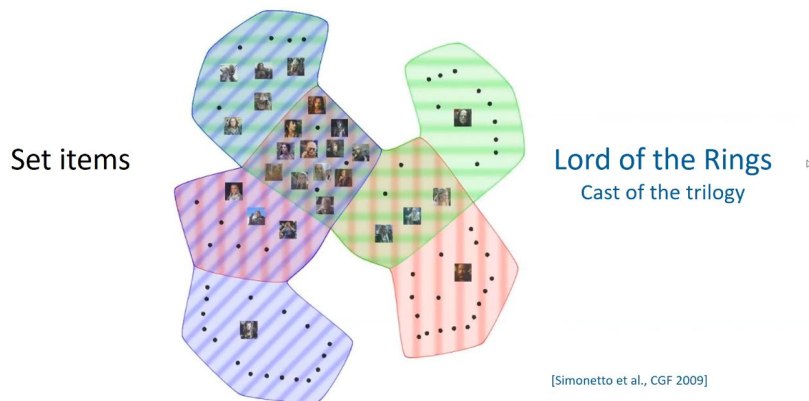 Set items
Lord of the Rings
Cast of the trilogy
[Simonetto et al., CGF 2009]